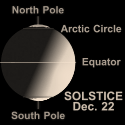 North Pole
Arctic Circle
Equator
SOLSTICE
Dec. 22
South Pole